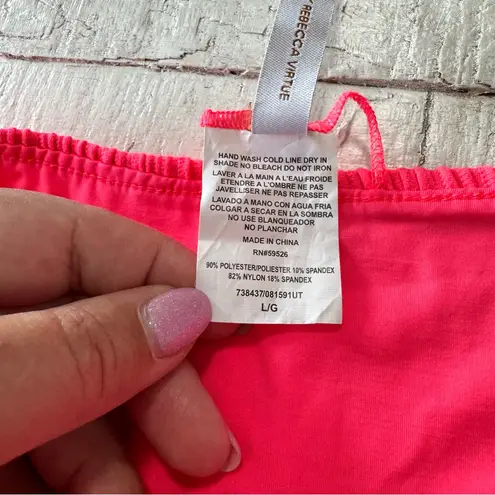 Y REBECCA VIRTUE
HAND WASH COLD LINE DRY IN
SHADE NO BLEACH DO NOT IRON
LAVER A LA MAIN A L'EAU FROIDE
ETENDRE A L'OMBRE NE PAS
JAVELLISER NE PAS REPASSER
LAVADO A MANO CON AGUA FRIA
COLGAR A SECAR EN LA SOMBRA
NO USE BLANQUEADOR
NO PLANCHAR
MADE IN CHINA
RN#59526
90% POLYESTER/POLIESTER 10% SPANDEX
82% NYLON 18% SPANDEX
738437/081591UT
L/G